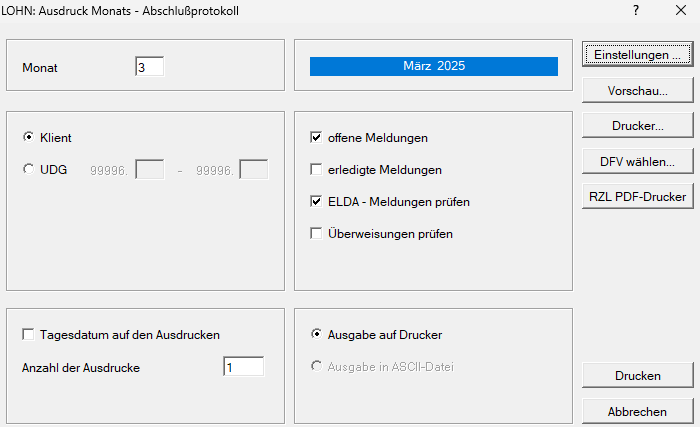 LOHN: Ausdruck Monats - Abschlußprotokoll
?
Monat 3
März 2025
Einstellungen ...
Vorschau...
Drucker...
DFV wählen...
RZL PDF-Drucker
Klient
UDG 99996. - 99996.
offene Meldungen
erledigte Meldungen
ELDA - Meldungen prüfen
Überweisungen prüfen
Tagesdatum auf den Ausdrucken
Anzahl der Ausdrucke 1
Ausgabe auf Drucker
Ausgabe in ASCII-Datei
Drucken
Abbrechen